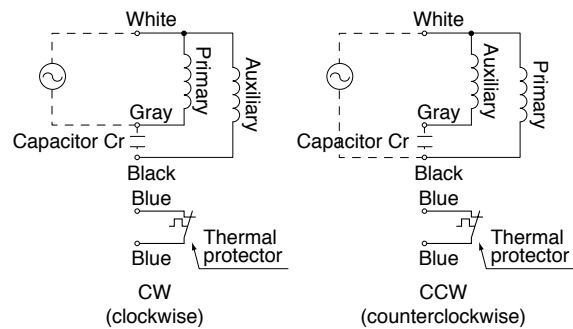 White
Primary
Auxiliary
Gray
Capacitor Cr
Black
Blue
Blue
Thermal
protector
CW
(clockwise)
White
Auxiliary
Primary
Gray
Capacitor Cr
Black
Blue
Blue
Thermal
protector
CCW
(counterclockwise)